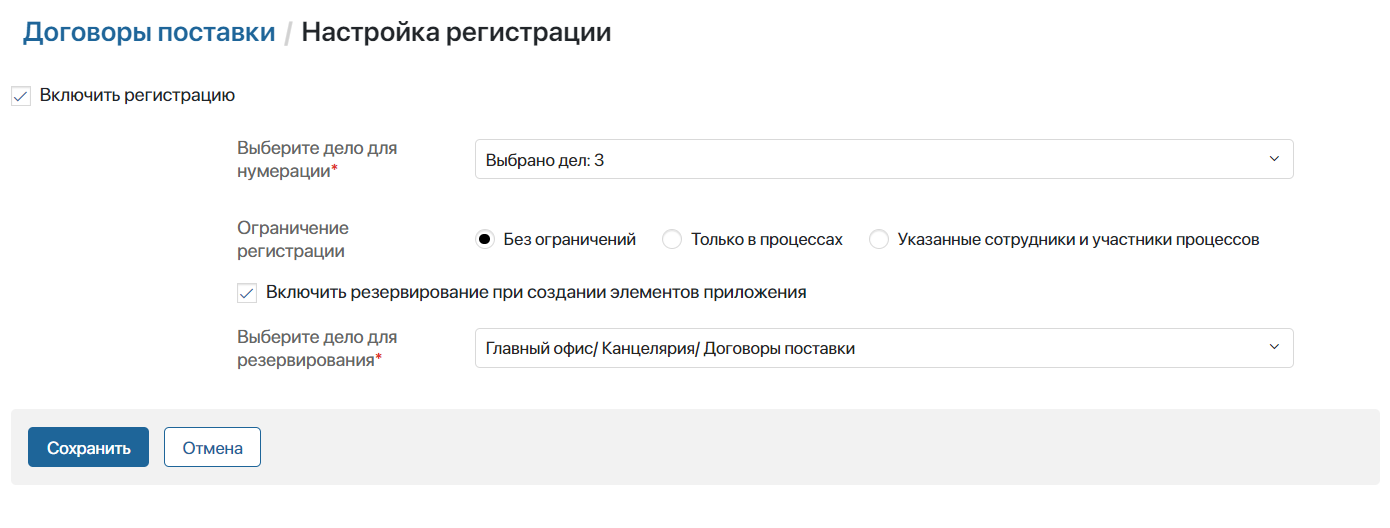 Договоры поставки / Настройка регистрации
Включить регистрацию
Выберите дело для
нумерации*
Выбрано дел: 3
Ограничение
регистрации
Без ограничений Только в процессах Указанные сотрудники и участники процессов
Включить резервирование при создании элементов приложения
Выберите дело для
резервирования*
Главный офис/ Канцелярия/ Договоры поставки
Сохранить Отмена